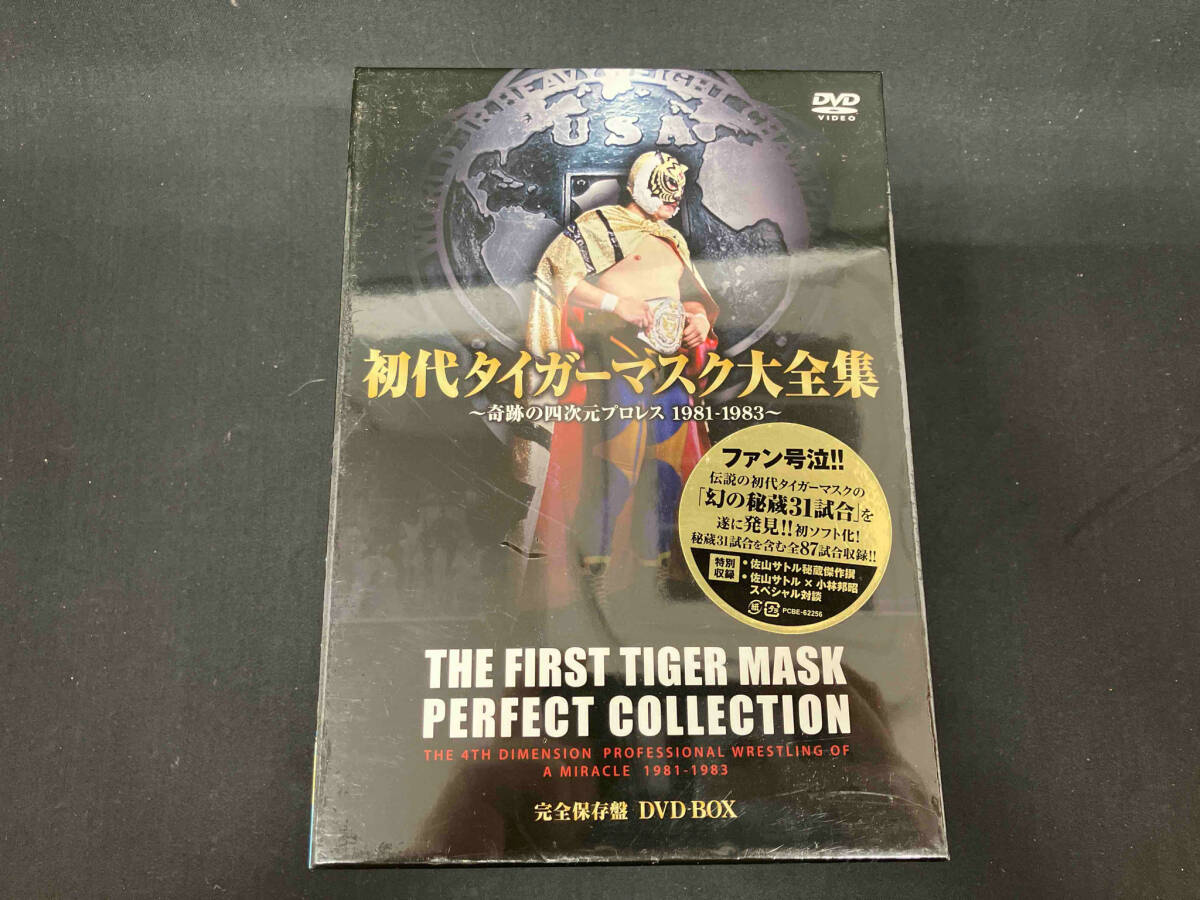 DVD
VIDEO
USA
初代タイガーマスク大全集
～奇跡の四次元プロレス 1981-1983～
ファン号泣!!
伝説の初代タイガーマスクの
「幻の秘蔵31試合」を
遂に発見!!初ソフト化!
秘蔵31試合を含む全87試合収録!!
特別収録
・佐山サトル秘蔵傑作撰
・佐山サトル×小林邦昭
スペシャル対談
紙
プラ
PCBE-62256
THE FIRST TIGER MASK
PERFECT COLLECTION
THE 4TH DIMENSION PROFESSIONAL WRESTLING OF
A MIRACLE 1981-1983
完全保存盤 DVD-BOX